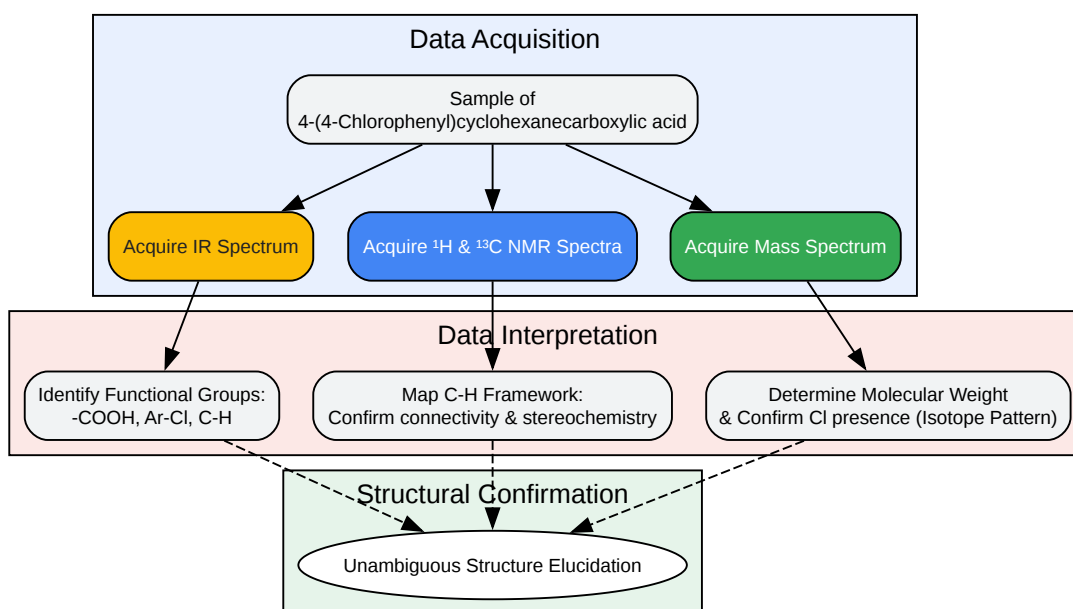 Data Acquisition
Sample of
4-(4-Chlorophenyl)cyclohexanecarboxylic acid
Acquire IR Spectrum
Acquire ¹H & ¹³C NMR Spectra
Acquire Mass Spectrum
Data Interpretation
Identify Functional Groups:
-COOH, Ar-Cl, C-H
Map C-H Framework:
Confirm connectivity & stereochemistry
Determine Molecular Weight
& Confirm Cl presence (Isotope Pattern)
Structural Confirmation
Unambiguous Structure Elucidation